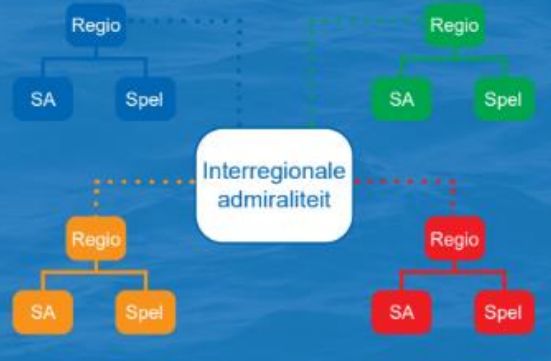 Regio
Regio
SA
Spel
SA
Spel
Interregionale
admiraliteit
Regio
Regio
SA
Spel
SA
Spel